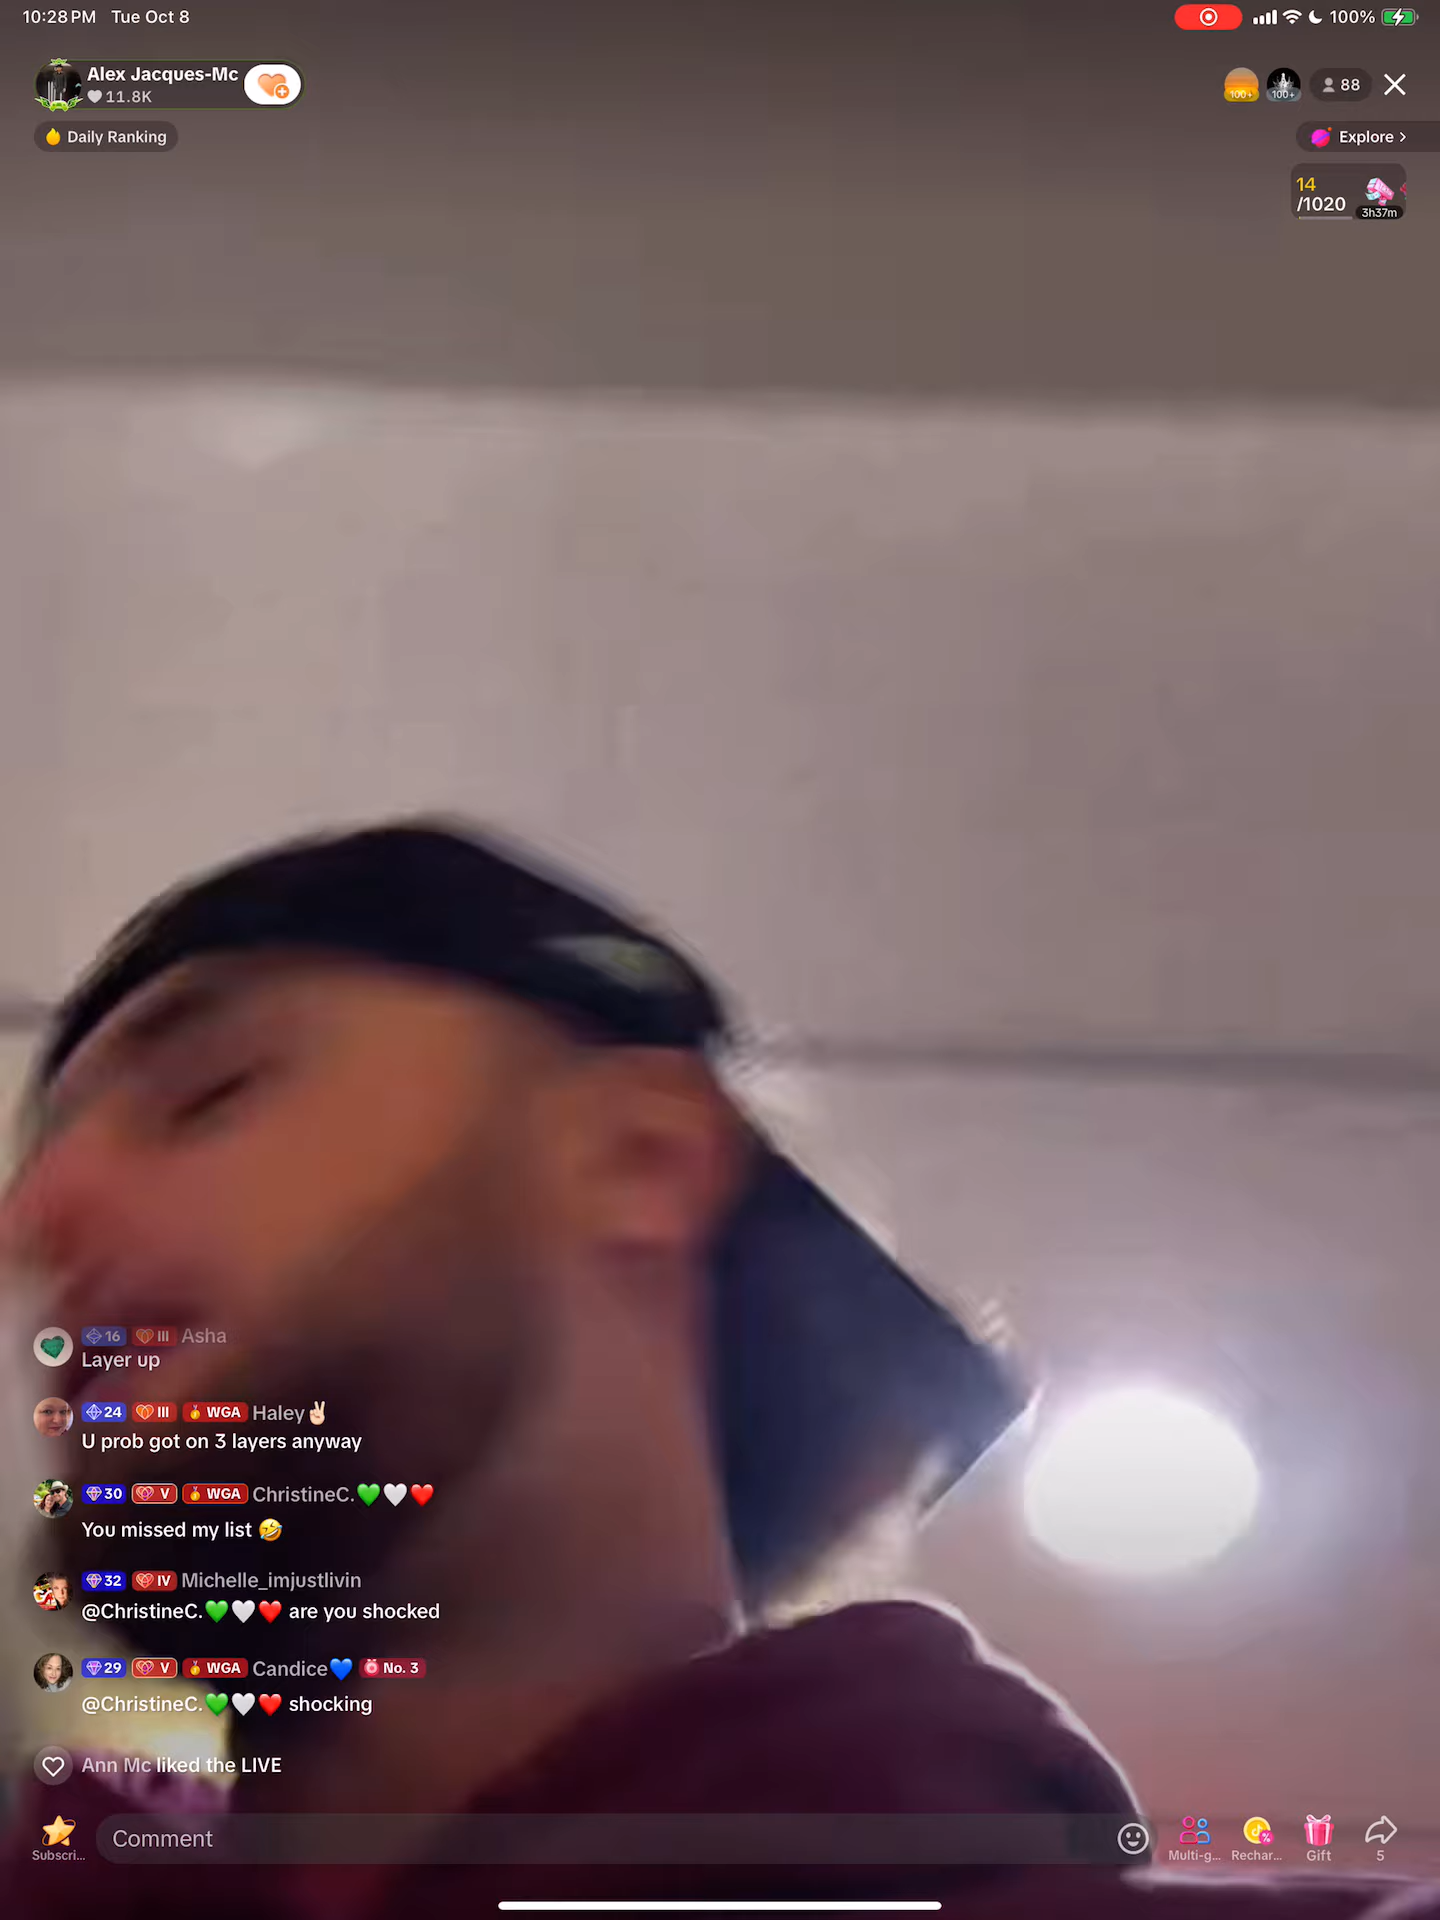 10:28 PM Tue Oct 8
100%
Alex Jacques-Mc
11.8K
100+
100+
88
Daily Ranking
Explore >
14
/1020
3h37m
16 III Asha
Layer up
24 III WGA Haley✌🏻
U prob got on 3 layers anyway
30 V WGA ChristineC.💚🤍❤️
You missed my list 🤣
32 IV Michelle_imjustlivin
@ChristineC.💚🤍❤️ are you shocked
29 V WGA Candice💙 No. 3
@ChristineC.💚🤍❤️ shocking
Ann Mc liked the LIVE
Subscri...
Comment
Multi-g...
Rechar...
Gift
5